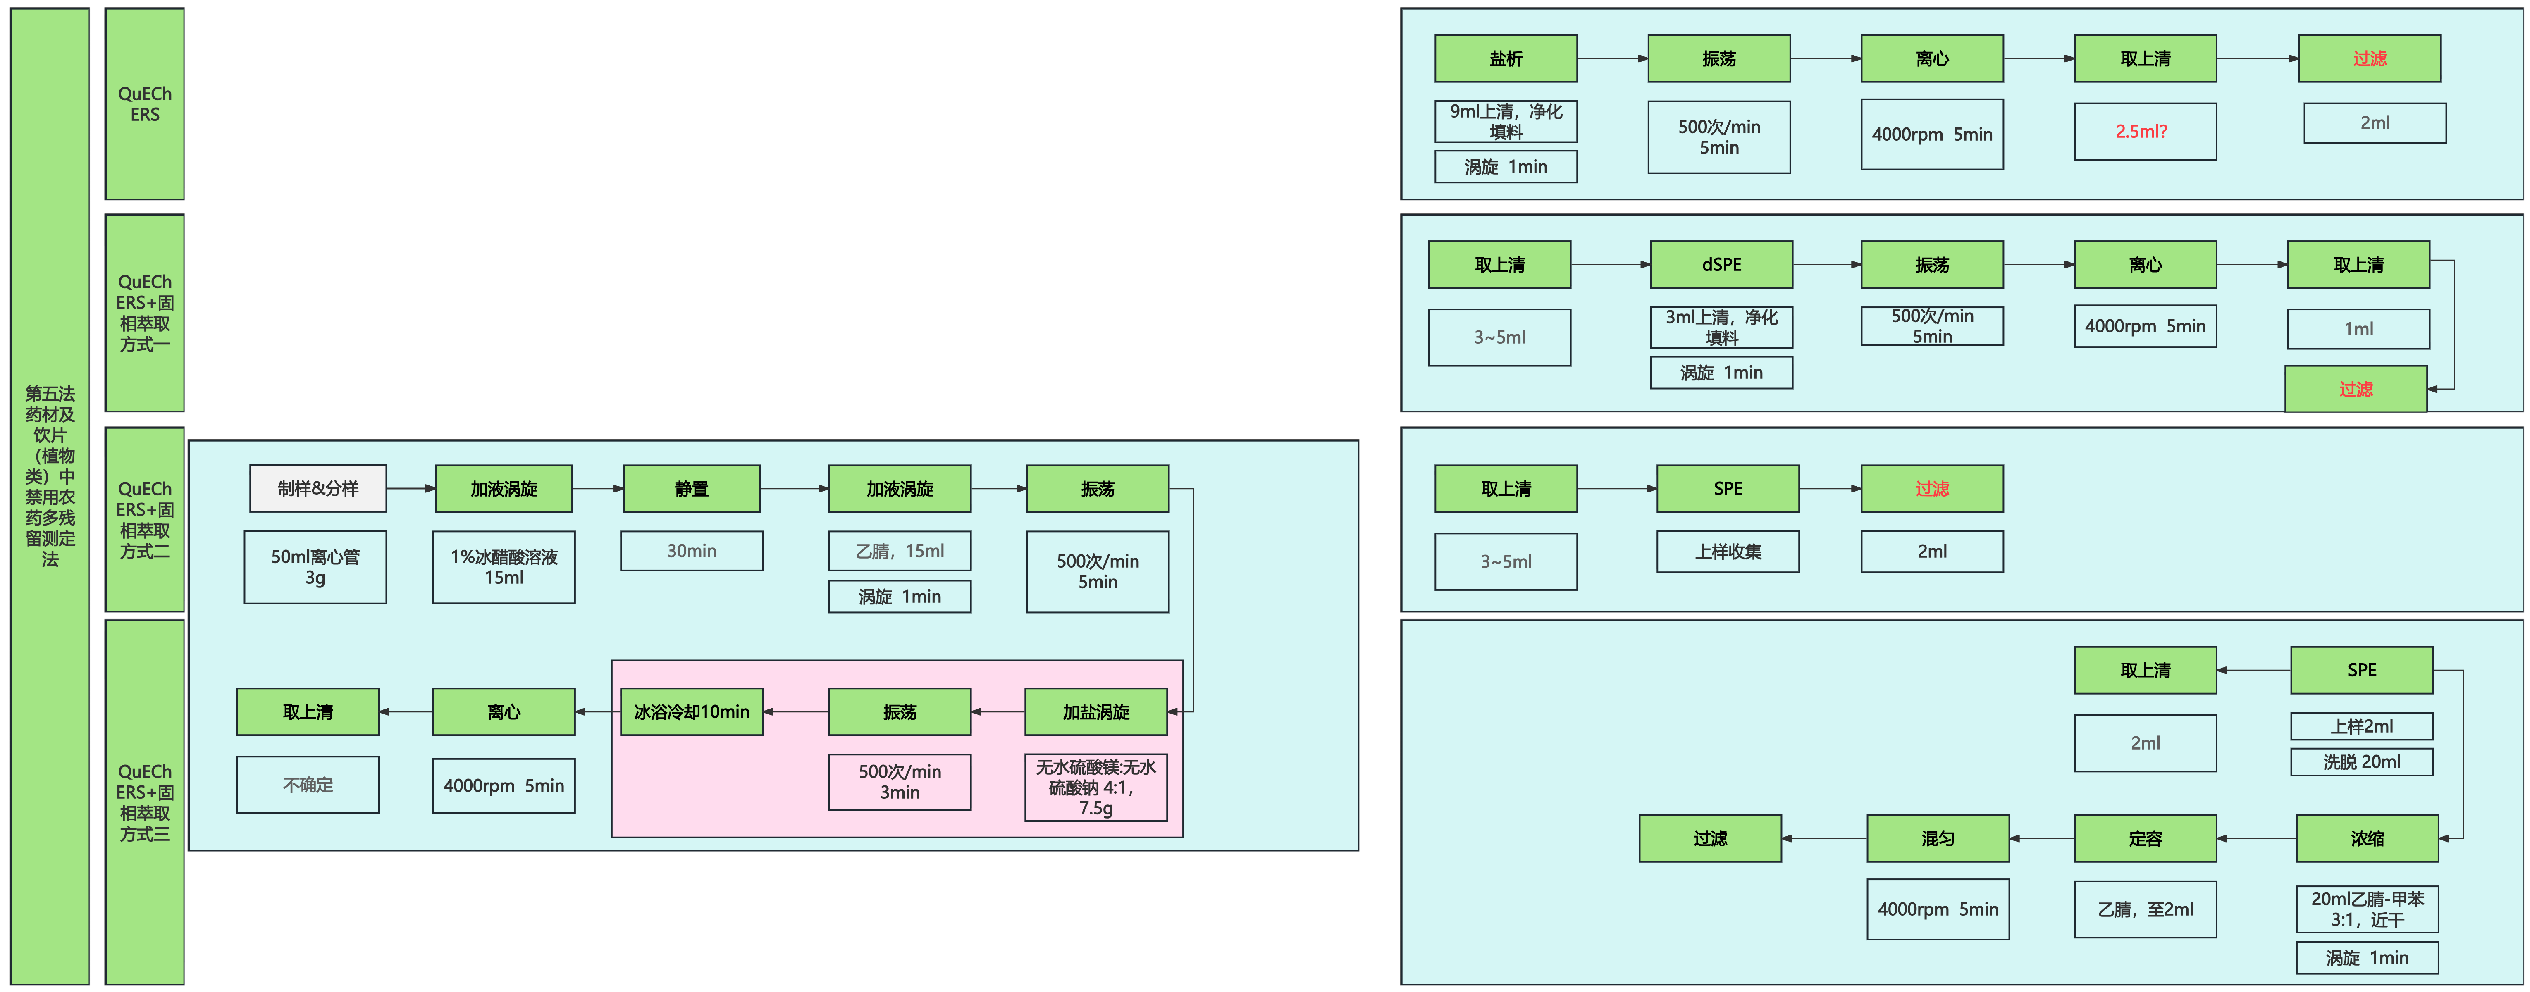 第五法
药材及
饮片
（植物
类）中
禁用农
药多残
留测定
法
QuECh
ERS
盐析
振荡
离心
取上清
过滤
9ml上清，净化
填料
涡旋 1min
500次/min
5min
4000rpm 5min
2.5ml?
2ml
QuECh
ERS+固
相萃取
方式一
取上清
dSPE
振荡
离心
取上清
3~5ml
3ml上清，净化
填料
涡旋 1min
500次/min
5min
4000rpm 5min
1ml
过滤
QuECh
ERS+固
相萃取
方式二
制样&分样
加液涡旋
静置
加液涡旋
振荡
50ml离心管
3g
1%冰醋酸溶液
15ml
30min
乙腈，15ml
涡旋 1min
500次/min
5min
取上清
SPE
过滤
3~5ml
上样收集
2ml
QuECh
ERS+固
相萃取
方式三
取上清
离心
冰浴冷却10min
振荡
加盐涡旋
不确定
4000rpm 5min
500次/min
3min
无水硫酸镁:无水
硫酸钠 4:1，
7.5g
取上清
SPE
2ml
上样2ml
洗脱 20ml
过滤
混匀
定容
浓缩
4000rpm 5min
乙腈，至2ml
20ml乙腈-甲苯
3:1，近干
涡旋 1min